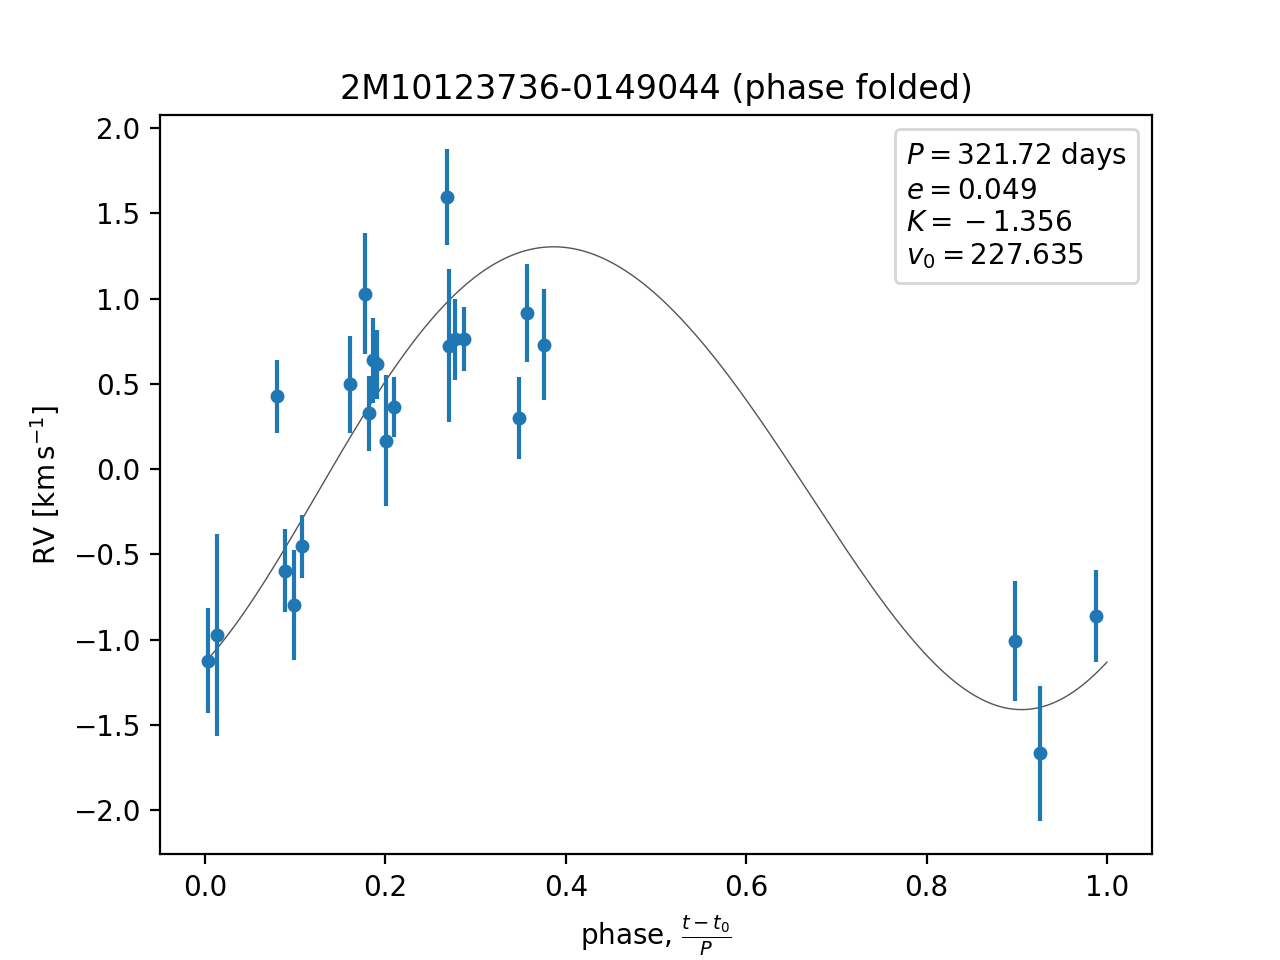 2M10123736-0149044 (phase folded)
P = 321.72 days
e = 0.049
K = −1.356
v₀ = 227.635
2.0
1.5
1.0
0.5
0.0
−0.5
−1.0
−1.5
−2.0
RV [km s⁻¹]
0.0 0.2 0.4 0.6 0.8 1.0
phase, (t − t₀)/P